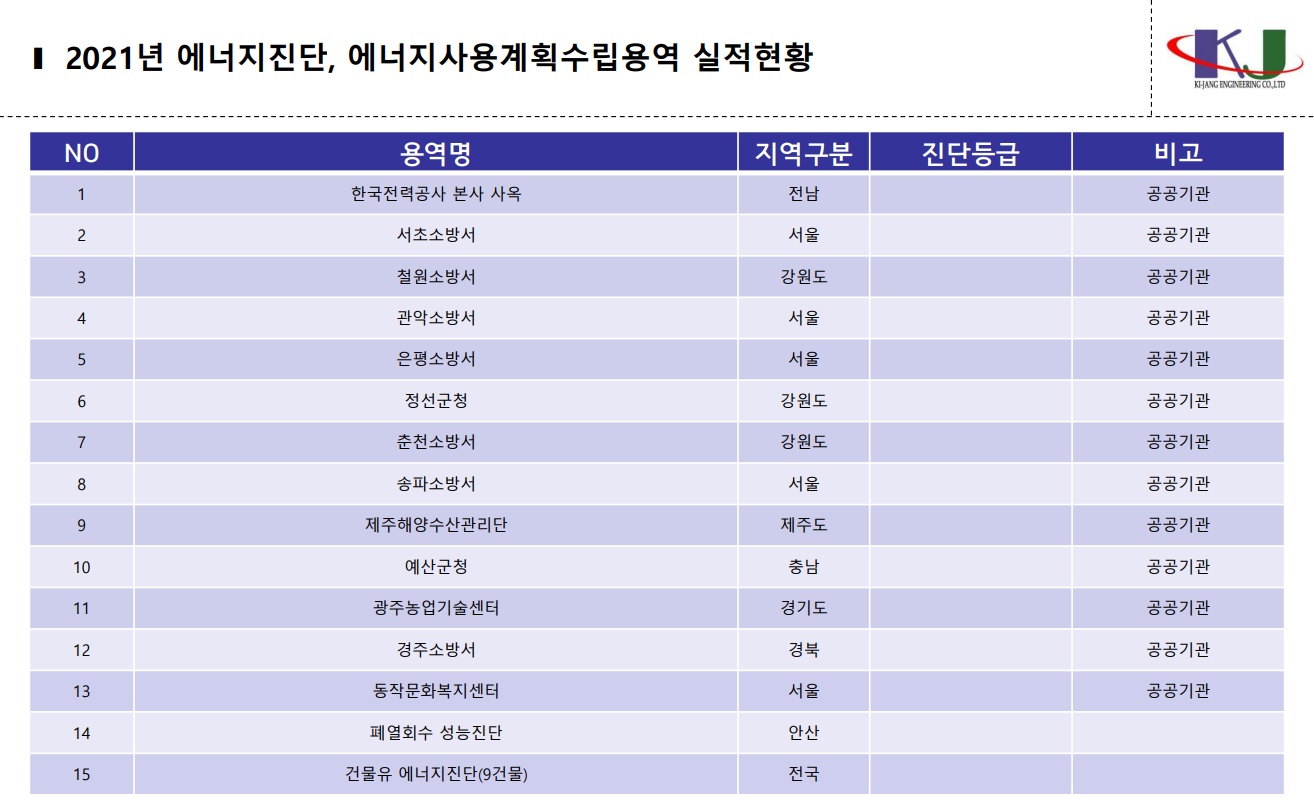 2021년 에너지진단, 에너지사용계획수립용역 실적현황
KJ
KI-JANG ENGINEERING CO.,LTD
NO 용역명 지역구분 진단등급 비고
1 한국전력공사 본사 사옥 전남 공공기관
2 서초소방서 서울 공공기관
3 철원소방서 강원도 공공기관
4 관악소방서 서울 공공기관
5 은평소방서 서울 공공기관
6 정선군청 강원도 공공기관
7 춘천소방서 강원도 공공기관
8 송파소방서 서울 공공기관
9 제주해양수산관리단 제주도 공공기관
10 예산군청 충남 공공기관
11 광주농업기술센터 경기도 공공기관
12 경주소방서 경북 공공기관
13 동작문화복지센터 서울 공공기관
14 폐열회수 성능진단 안산
15 건물유 에너지진단(9건물) 전국